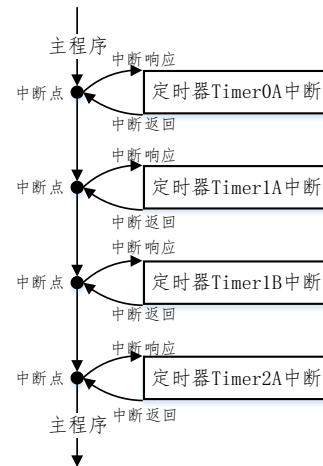 主程序
中断响应
中断点
定时器Timer0A中断
中断返回
中断响应
中断点
定时器Timer1A中断
中断返回
中断响应
中断点
定时器Timer1B中断
中断返回
中断响应
中断点
定时器Timer2A中断
中断返回
主程序